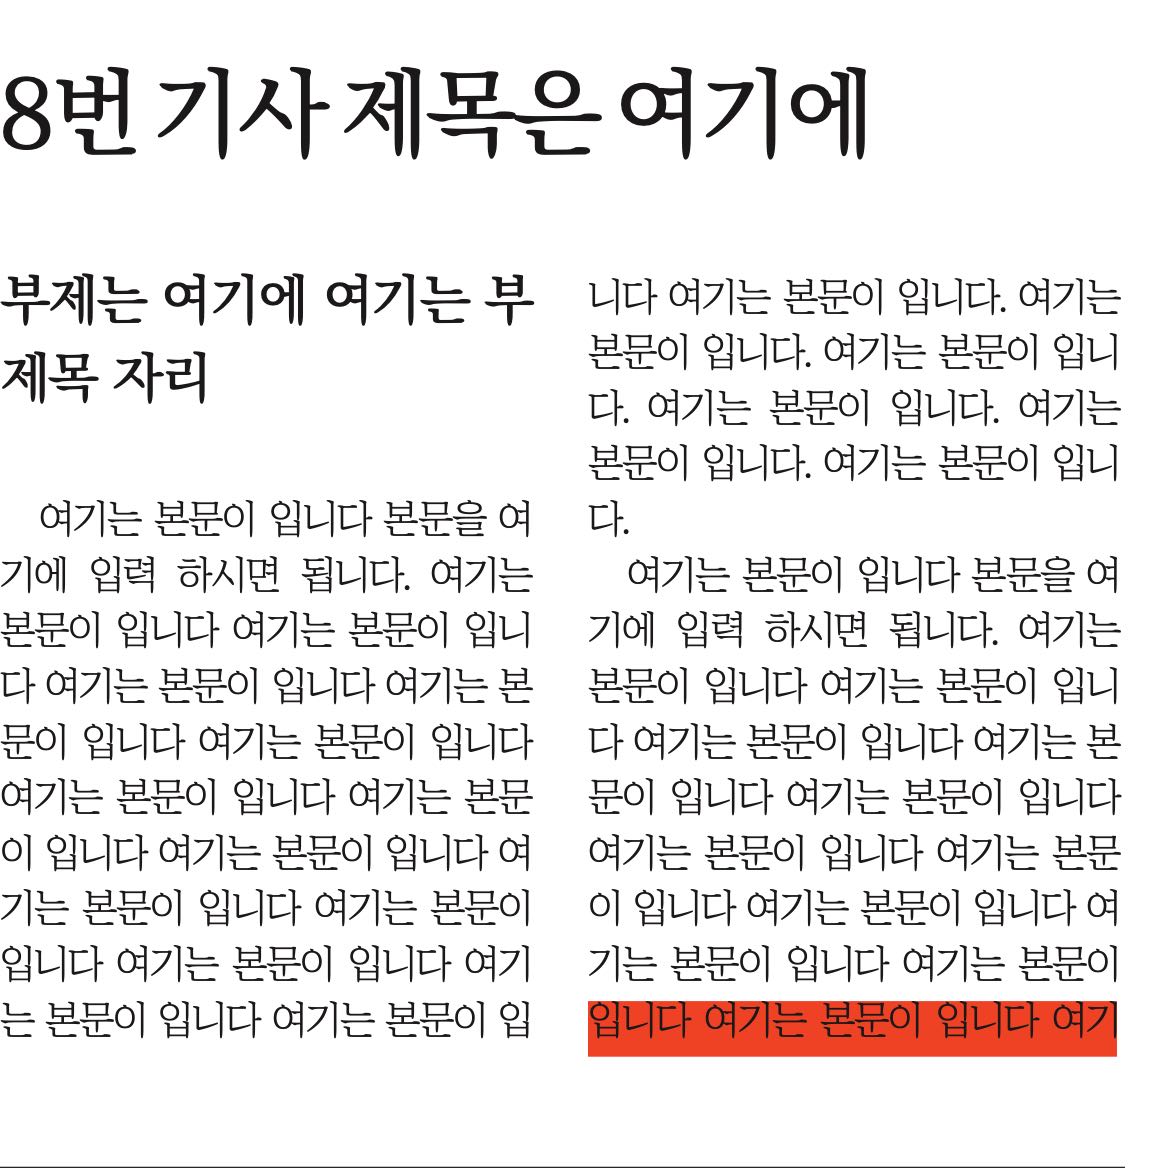 8번 기사 제목은 여기에
부제는 여기에 여기는 부
제목 자리
여기는 본문이 입니다 본문을 여
기에 입력 하시면 됩니다. 여기는
본문이 입니다 여기는 본문이 입니
다 여기는 본문이 입니다 여기는 본
문이 입니다 여기는 본문이 입니다
여기는 본문이 입니다 여기는 본문
이 입니다 여기는 본문이 입니다 여
기는 본문이 입니다 여기는 본문이
입니다 여기는 본문이 입니다 여기
는 본문이 입니다 여기는 본문이 입
니다 여기는 본문이 입니다. 여기는
본문이 입니다. 여기는 본문이 입니
다. 여기는 본문이 입니다. 여기는
본문이 입니다. 여기는 본문이 입니
다.
여기는 본문이 입니다 본문을 여
기에 입력 하시면 됩니다. 여기는
본문이 입니다 여기는 본문이 입니
다 여기는 본문이 입니다 여기는 본
문이 입니다 여기는 본문이 입니다
여기는 본문이 입니다 여기는 본문
이 입니다 여기는 본문이 입니다 여
기는 본문이 입니다 여기는 본문이
입니다 여기는 본문이 입니다 여기